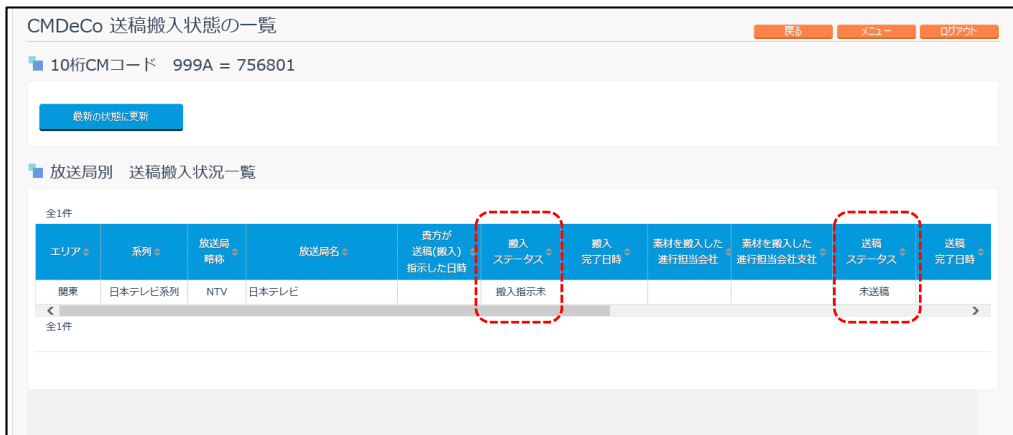 CMDeCo 送稿搬入状態の一覧
戻る メニュー ログアウト
10桁CMコード 999A = 756801
最新の状態に更新
放送局別 送稿搬入状況一覧
全1件
エリア 系列 放送局略称 放送局名 貴方が送稿(搬入)指示した日時 搬入ステータス 搬入完了日時 素材を搬入した進行担当会社 素材を搬入した進行担当会社支社 送稿ステータス 送稿完了日時
関東 日本テレビ系列 NTV 日本テレビ 搬入指示未 未送稿
全1件